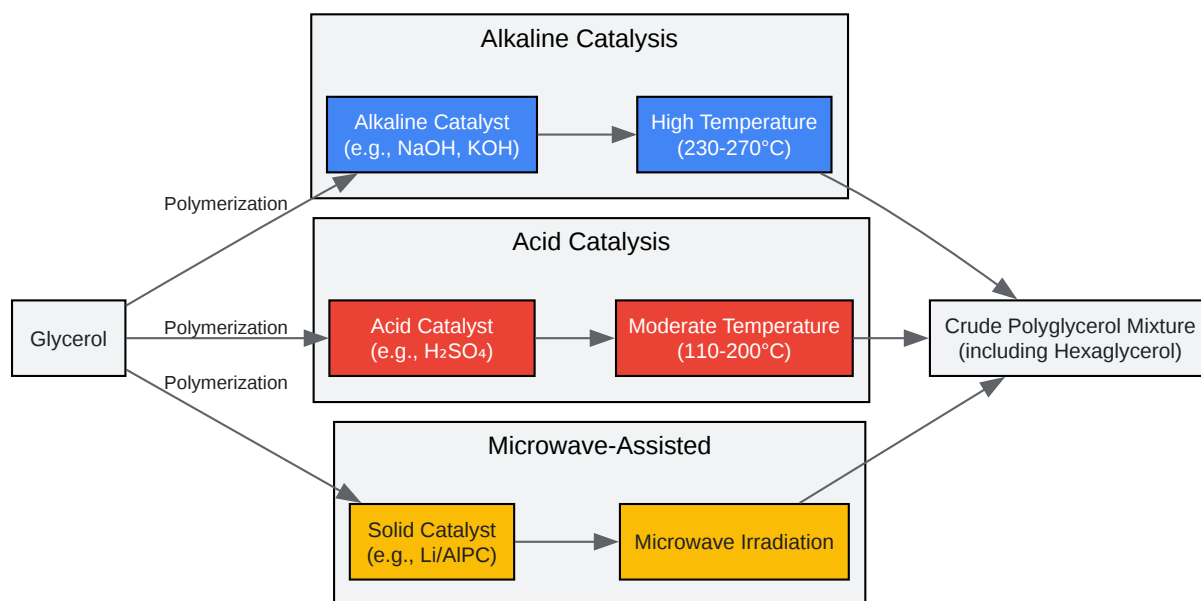 Alkaline Catalysis
Alkaline Catalyst
(e.g., NaOH, KOH)
High Temperature
(230-270°C)
Polymerization
Acid Catalysis
Glycerol
Polymerization
Acid Catalyst
(e.g., H₂SO₄)
Moderate Temperature
(110-200°C)
Crude Polyglycerol Mixture
(including Hexaglycerol)
Polymerization
Microwave-Assisted
Solid Catalyst
(e.g., Li/AlPC)
Microwave Irradiation